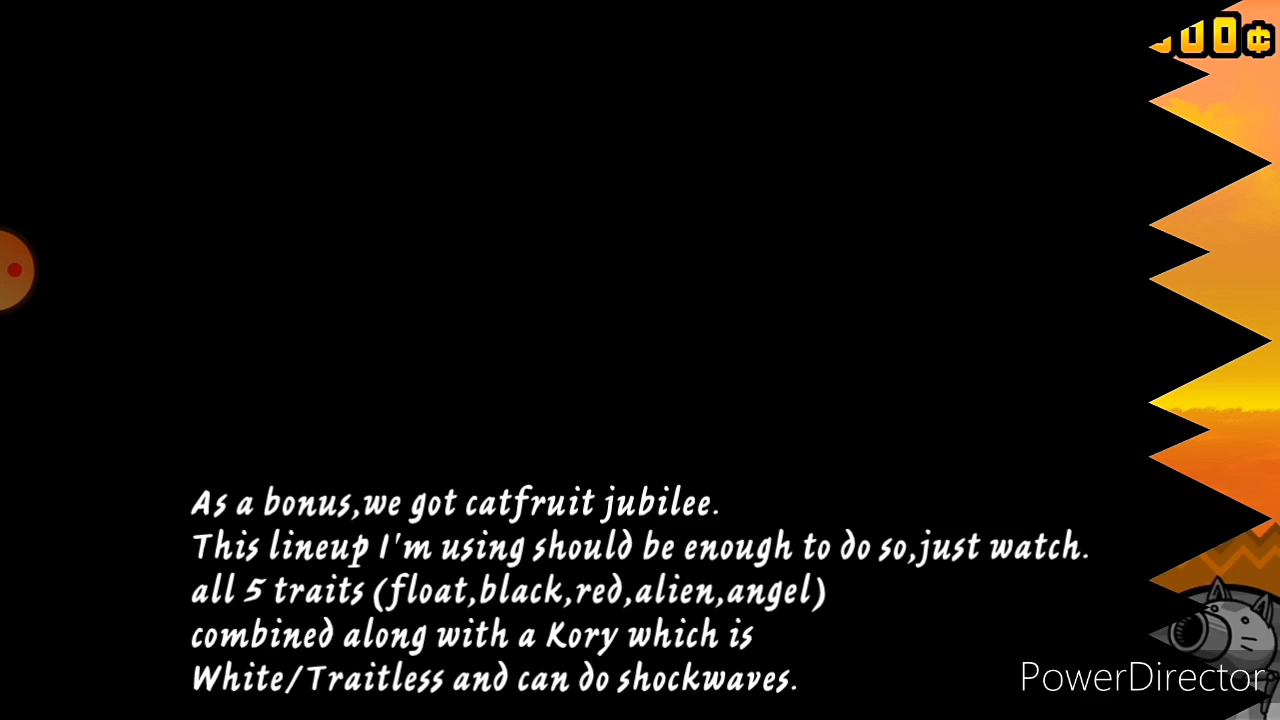 00¢
As a bonus,we got catfruit jubilee.
This lineup I'm using should be enough to do so,just watch.
all 5 traits (float,black,red,alien,angel)
combined along with a Kory which is
White/Traitless and can do shockwaves.
PowerDirector